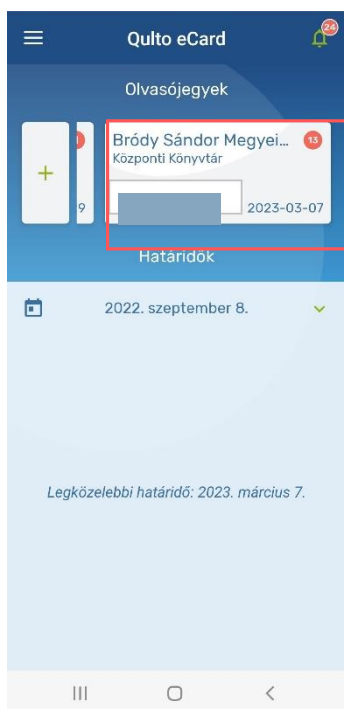 Qulto eCard
24
Olvasójegyek
+
9
Bródy Sándor Megyei... 13
Központi Könyvtár
2023-03-07
Határidők
2022. szeptember 8.
Legközelebbi határidő: 2023. március 7.